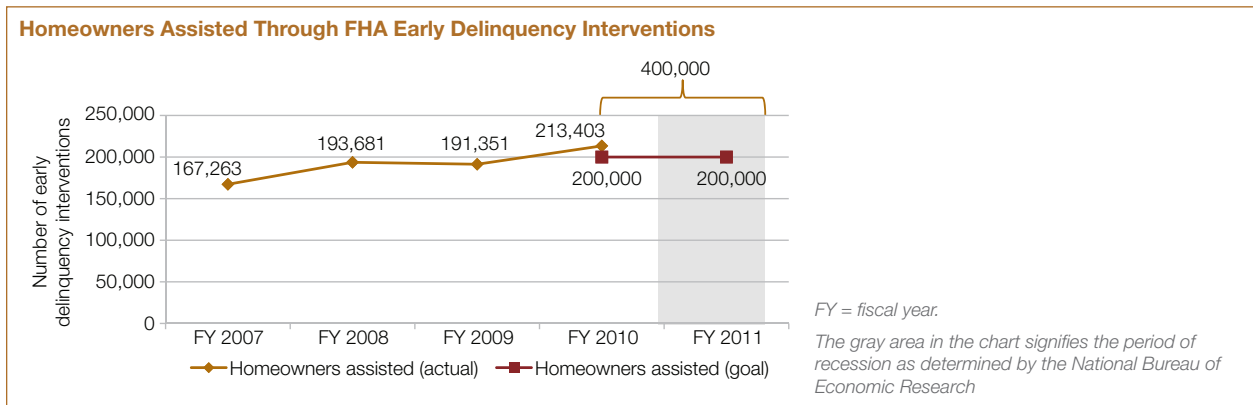 Homeowners Assisted Through FHA Early Delinquency Interventions
400,000
Number of early
delinquency interventions
250,000
200,000
150,000
100,000
50,000
0
167,263
193,681
191,351
213,403
200,000
200,000
FY 2007
FY 2008
FY 2009
FY 2010
FY 2011
Homeowners assisted (actual)
Homeowners assisted (goal)
FY = fiscal year.
The gray area in the chart signifies the period of
recession as determined by the National Bureau of
Economic Research